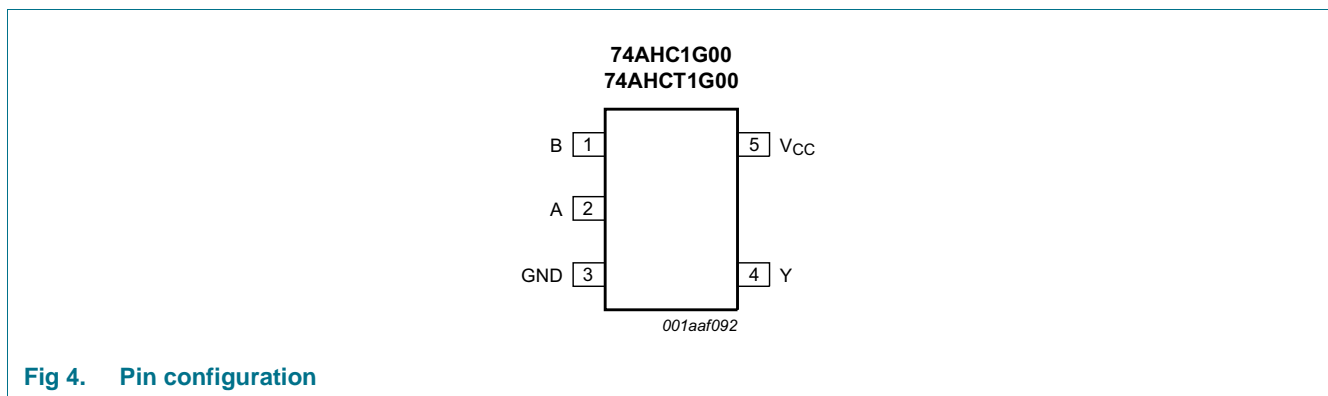 74AHC1G00
74AHCT1G00
B 1
5 VCC
A 2
GND 3
4 Y
001aaf092
Fig 4. Pin configuration